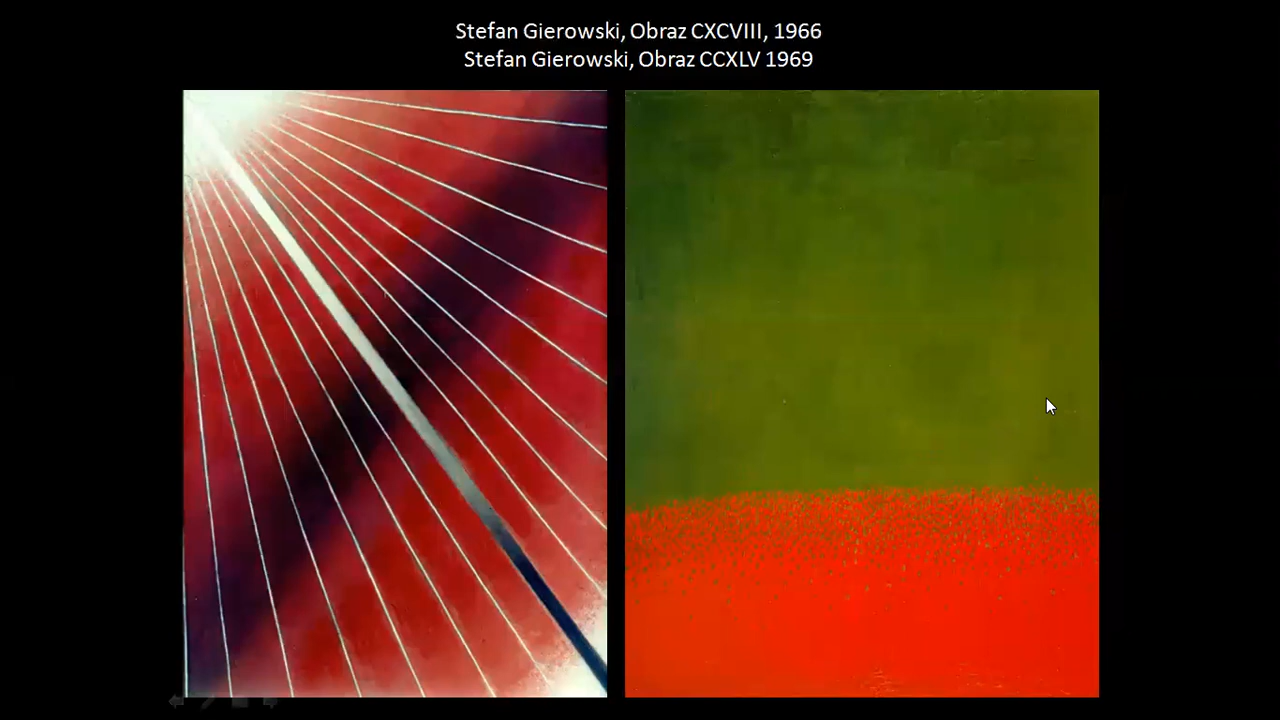 Stefan Gierowski, Obraz CXCVIII, 1966
Stefan Gierowski, Obraz CCXLV 1969